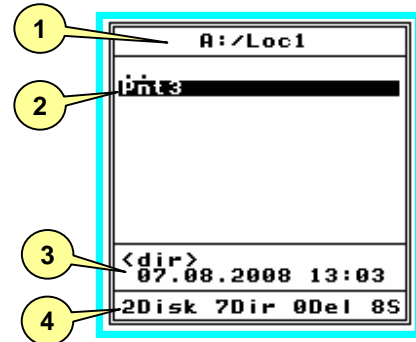 1 A:/Loc1
..
2 Pnt3
3 <dir>
07.08.2008 13:03
4 2Disk 7Dir 0Del 8S